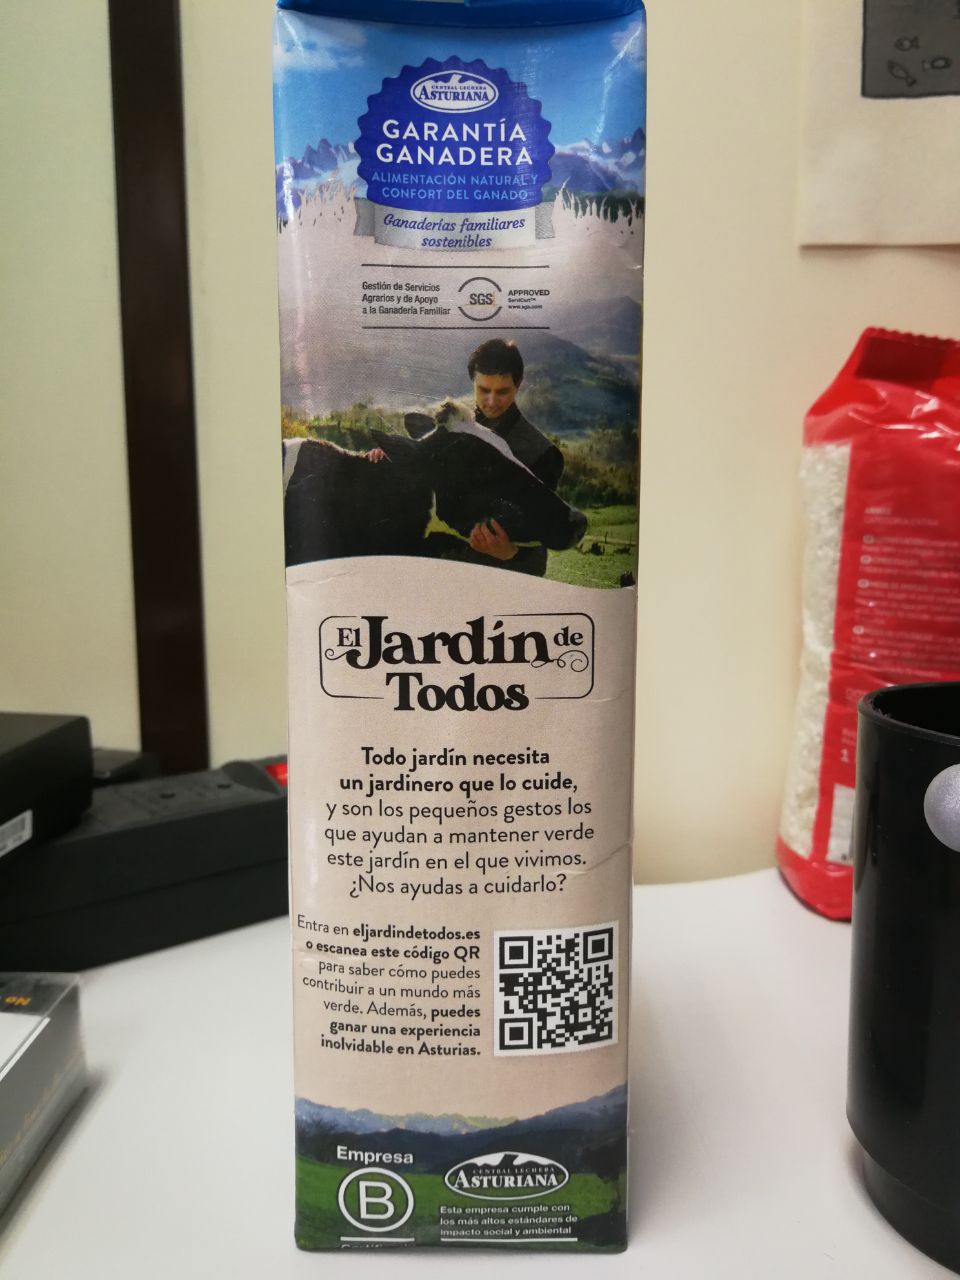 CENTRAL LECHERA
ASTURIANA
GARANTÍA
GANADERA
ALIMENTACIÓN NATURAL Y
CONFORT DEL GANADO
Ganaderías familiares
sostenibles
Gestión de Servicios
Agrarios y de Apoyo
a la Ganadería Familiar
SGS
APPROVED
ServiCert™
www.sgs.com
El Jardín de
Todos
Todo jardín necesita
un jardinero que lo cuide,
y son los pequeños gestos los
que ayudan a mantener verde
este jardín en el que vivimos.
¿Nos ayudas a cuidarlo?
Entra en eljardindetodos.es
o escanea este código QR
para saber cómo puedes
contribuir a un mundo más
verde. Además, puedes
ganar una experiencia
inolvidable en Asturias.
Empresa
B
CENTRAL LECHERA
ASTURIANA
Esta empresa cumple con
los más altos estándares de
impacto social y ambiental
No